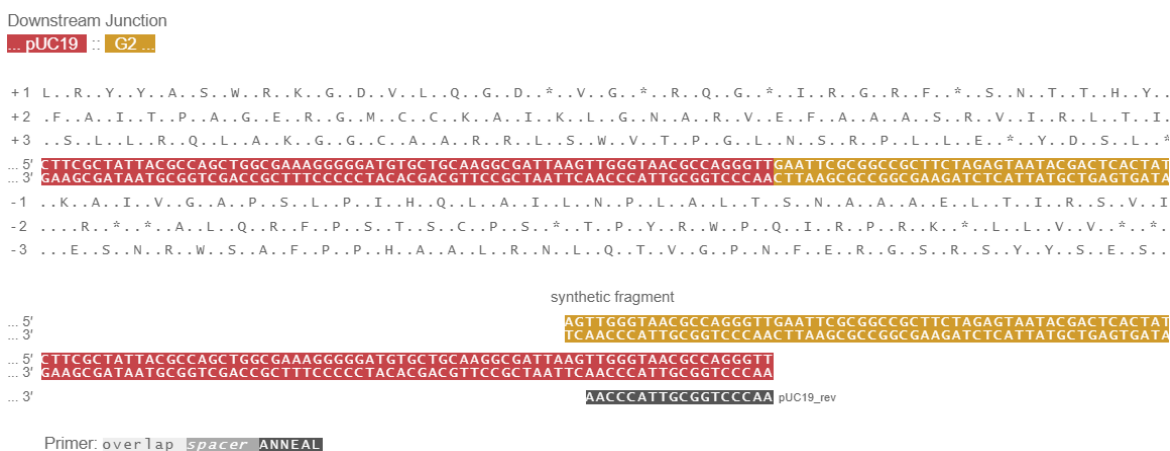 Downstream Junction
... pUC19 :: G2 ...
+1 L..R..Y..Y..A..S..W..R..K..G..D..V..L..Q..G..D..*..V..G..*..R..Q..G..*..I..R..G..R..F..*..S..N..T..T..H..Y..
+2 .F..A..I..T..P..A..G..E..R..G..M..C..C..K..A..I..K..L..G..N..A..R..V..E..F..A..A..A..S..R..V..I..R..L..T..I.
+3 ..S..L..L..R..Q..L..A..K..G..G..C..A..A..R..R..L..S..W..V..T..P..G..L..N..S..R..P..L..L..E..*..Y..D..S..L..*
... 5' CTTCGCTATTACGCCAGCTGGCGAAAGGGGGATGTGCTGCAAGGCGATTAAGTTGGGTAACGCCAGGGTTGAATTCGCGGCCGCTTCTAGAGTAATACGACTCACTAT
... 3' GAAGCGATAATGCGGTCGACCGCTTTCCCCCTACACGACGTTCCGCTAATTCAACCCATTGCGGTCCCAACTTAAGCGCCGGCGAAGATCTCATTATGCTGAGTGATA
-1 ..K..A..I..V..G..A..P..S..L..P..I..H..Q..L..A..I..L..N..P..L..A..L..T..S..N..A..A..A..E..L..T..I..R..S..V..I
-2 ....R..*..*..A..L..Q..R..F..P..S..T..S..C..P..S..*..T..P..Y..R..W..P..Q..I..R..P..R..K..*..L..L..V..V..*..*.
-3 ...E..S..N..R..W..S..A..F..P..P..H..A..A..L..R..N..L..Q..T..V..G..P..N..F..E..R..G..S..R..S..Y..Y..S..E..S..
synthetic fragment
... 5' AGTTGGGTAACGCCAGGGTTGAATTCGCGGCCGCTTCTAGAGTAATACGACTCACTAT
... 3' TCAACCCATTGCGGTCCCAACTTAAGCGCCGGCGAAGATCTCATTATGCTGAGTGATA
... 5' CTTCGCTATTACGCCAGCTGGCGAAAGGGGGATGTGCTGCAAGGCGATTAAGTTGGGTAACGCCAGGGTT
... 3' GAAGCGATAATGCGGTCGACCGCTTTCCCCCTACACGACGTTCCGCTAATTCAACCCATTGCGGTCCCAA
... 3' AACCCATTGCGGTCCCAA pUC19_rev
Primer: overlap spacer ANNEAL